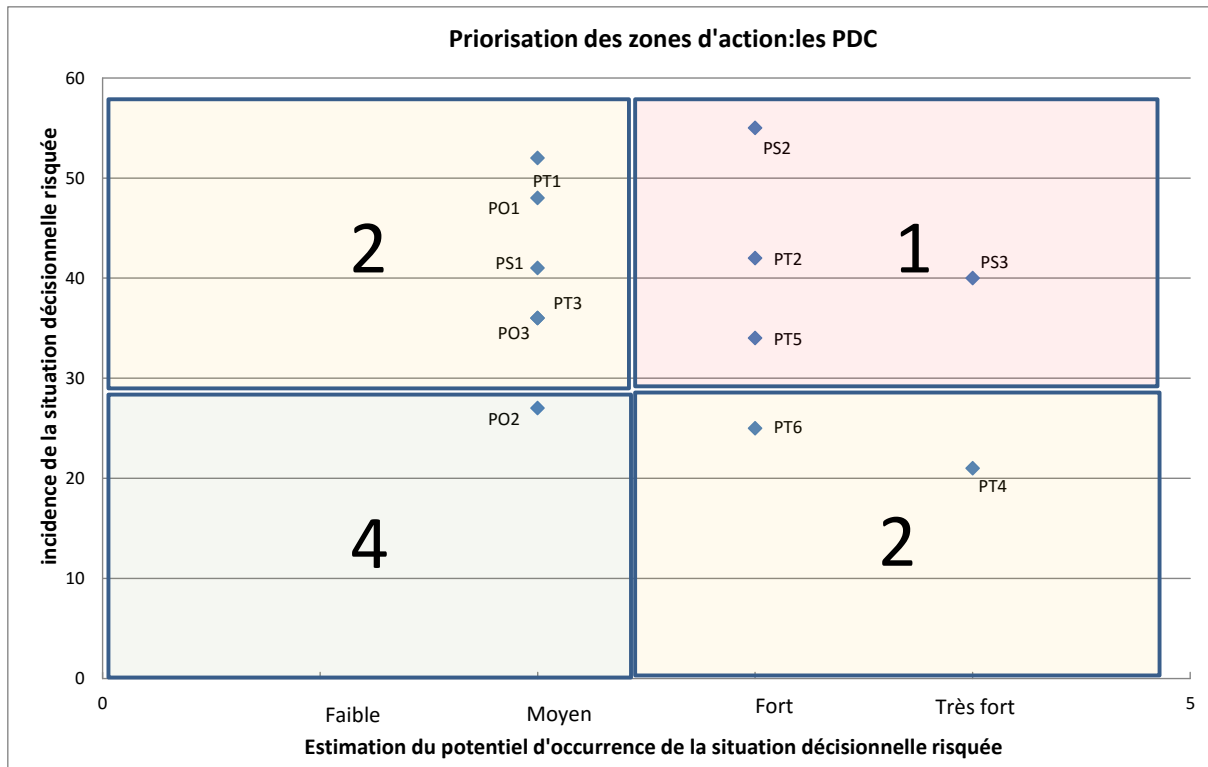 Priorisation des zones d'action:les PDC
incidence de la situation décisionnelle risquée
60
50
40
30
20
10
0
PS2
PT1
PO1
2
1
PS1
PT2
PS3
PT3
PO3
PT5
PO2
PT6
PT4
4
2
0
Faible
Moyen
Fort
Très fort
5
Estimation du potentiel d'occurrence de la situation décisionnelle risquée